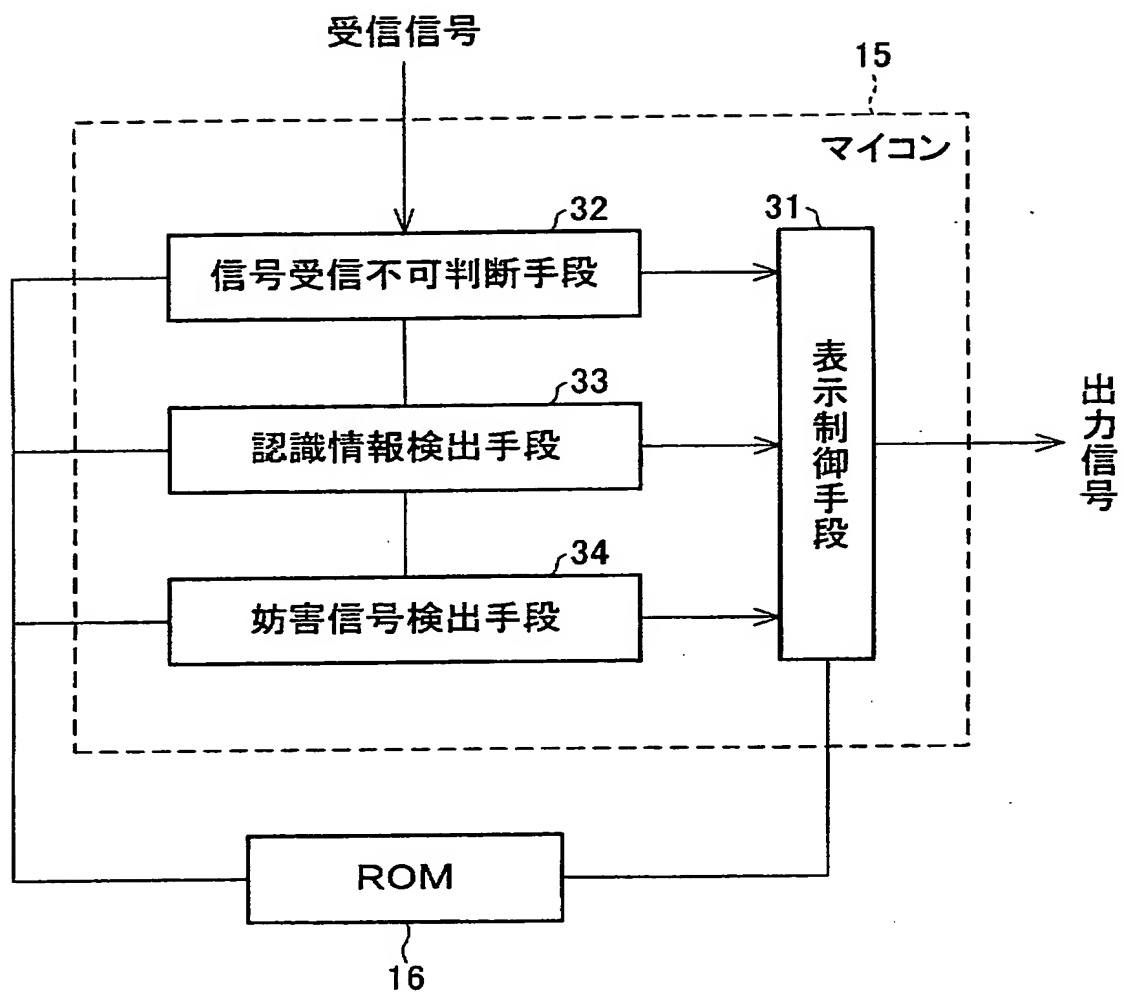 受信信号
15
マイコン
32
31
信号受信不可判断手段
33
認識情報検出手段
34
妨害信号検出手段
表示制御手段
出力信号
ROM
16